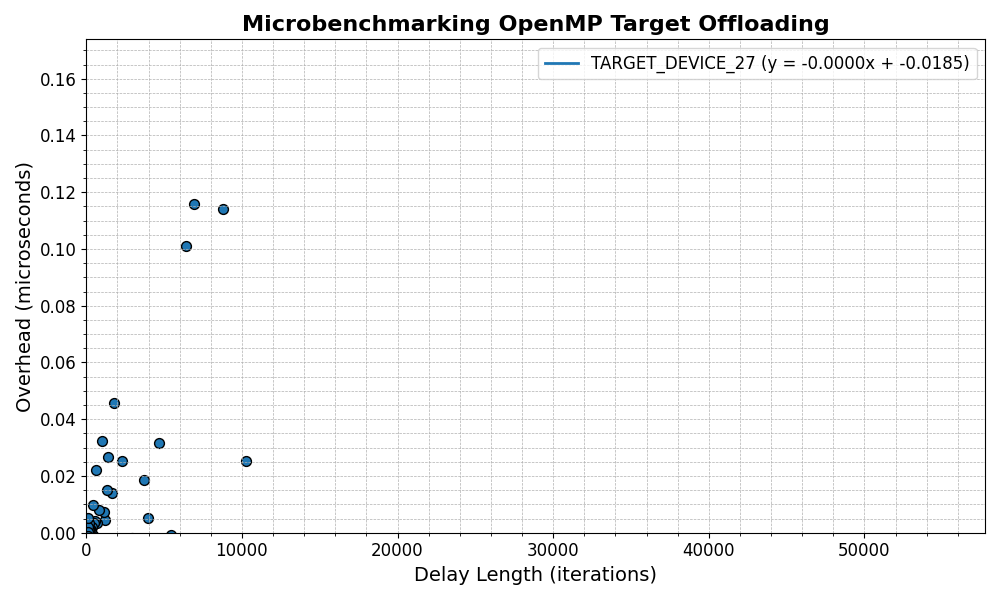 Microbenchmarking OpenMP Target Offloading
TARGET_DEVICE_27 (y = -0.0000x + -0.0185)
Overhead (microseconds)
0.16
0.14
0.12
0.10
0.08
0.06
0.04
0.02
0.00
0 10000 20000 30000 40000 50000
Delay Length (iterations)